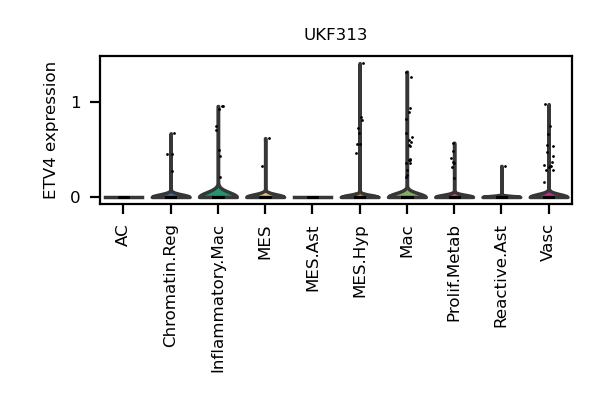 UKF313
ETV4 expression
1
0
AC
Chromatin.Reg
Inflammatory.Mac
MES
MES.Ast
MES.Hyp
Mac
Prolif.Metab
Reactive.Ast
Vasc